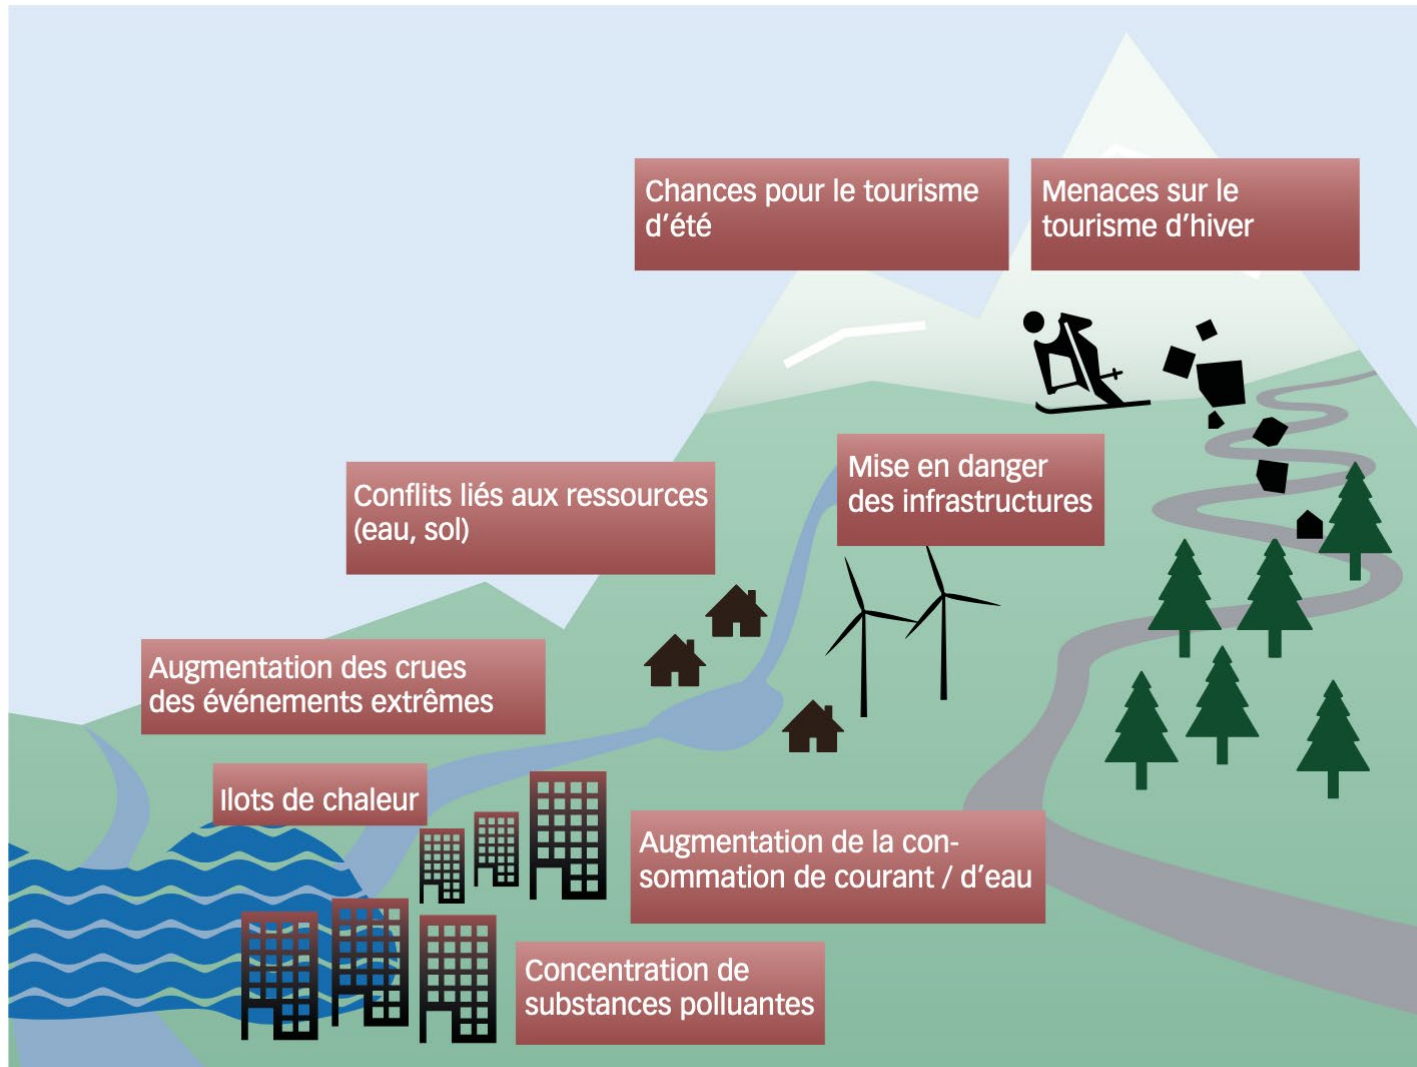 Chances pour le tourisme
d'été
Menaces sur le
tourisme d'hiver
Mise en danger
des infrastructures
Conflits liés aux ressources
(eau, sol)
Augmentation des crues
des événements extrêmes
Ilots de chaleur
Augmentation de la con-
sommation de courant / d'eau
Concentration de
substances polluantes